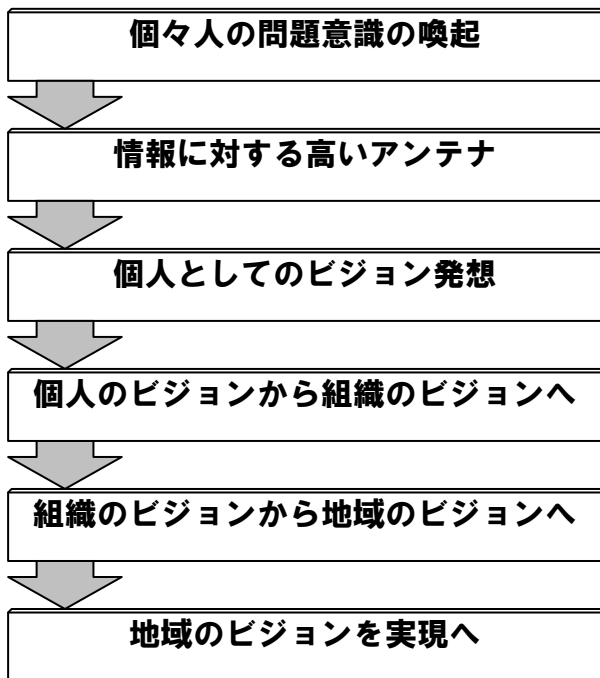 個々人の問題意識の喚起
情報に対する高いアンテナ
個人としてのビジョン発想
個人のビジョンから組織のビジョンへ
組織のビジョンから地域のビジョンへ
地域のビジョンを実現へ